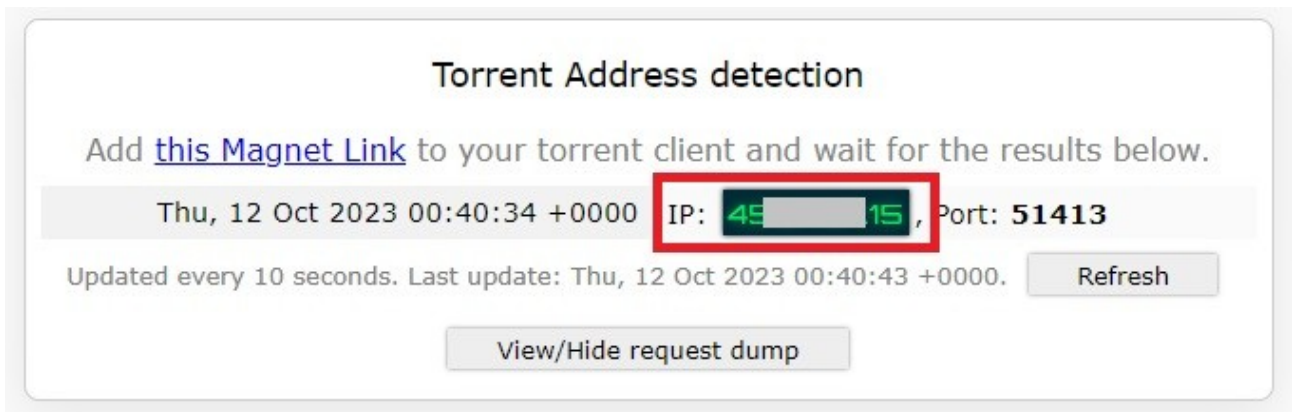 Torrent Address detection
Add this Magnet Link to your torrent client and wait for the results below.
Thu, 12 Oct 2023 00:40:34 +0000 IP: 45 .15, Port: 51413
Updated every 10 seconds. Last update: Thu, 12 Oct 2023 00:40:43 +0000. Refresh
View/Hide request dump